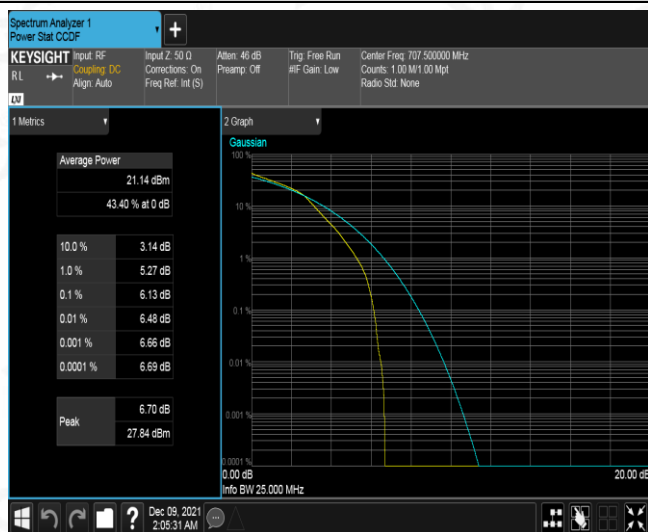 Spectrum Analyzer 1
Power Stat CCDF
+
KEYSIGHT
RL
LXI
Input: RF
Coupling: DC
Align: Auto
Input Z: 50 Ω
Corrections: On
Freq Ref: Int (S)
Atten: 46 dB
Preamp: Off
Trig: Free Run
#IF Gain: Low
Center Freq: 707.500000 MHz
Counts: 1.00 M/1.00 Mpt
Radio Std: None
1 Metrics
Average Power
21.14 dBm
43.40 % at 0 dB
10.0 % 3.14 dB
1.0 % 5.27 dB
0.1 % 6.13 dB
0.01 % 6.48 dB
0.001 % 6.66 dB
0.0001 % 6.69 dB
Peak
6.70 dB
27.84 dBm
2 Graph
Gaussian
100 %
10 %
1 %
0.1 %
0.01 %
0.001 %
0.0001 %
0.00 dB 20.00 dB
Info BW 25.000 MHz
?
Dec 09, 2021
2:05:31 AM